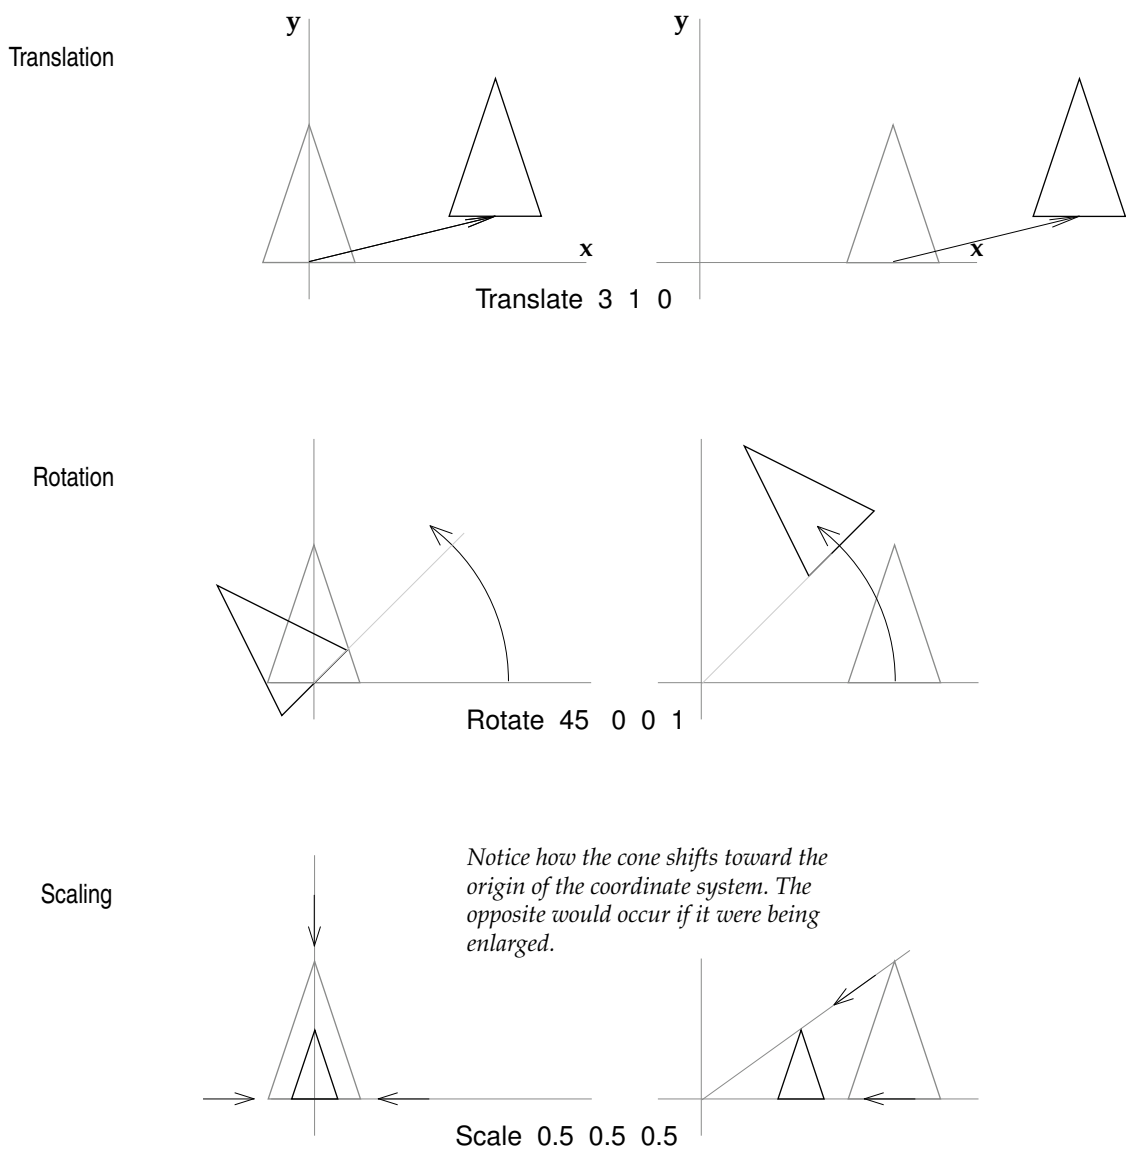 y
y
Translation
x
x
Translate 3 1 0
Rotation
Rotate 45 0 0 1
Notice how the cone shifts toward the
origin of the coordinate system. The
opposite would occur if it were being
enlarged.
Scaling
Scale 0.5 0.5 0.5